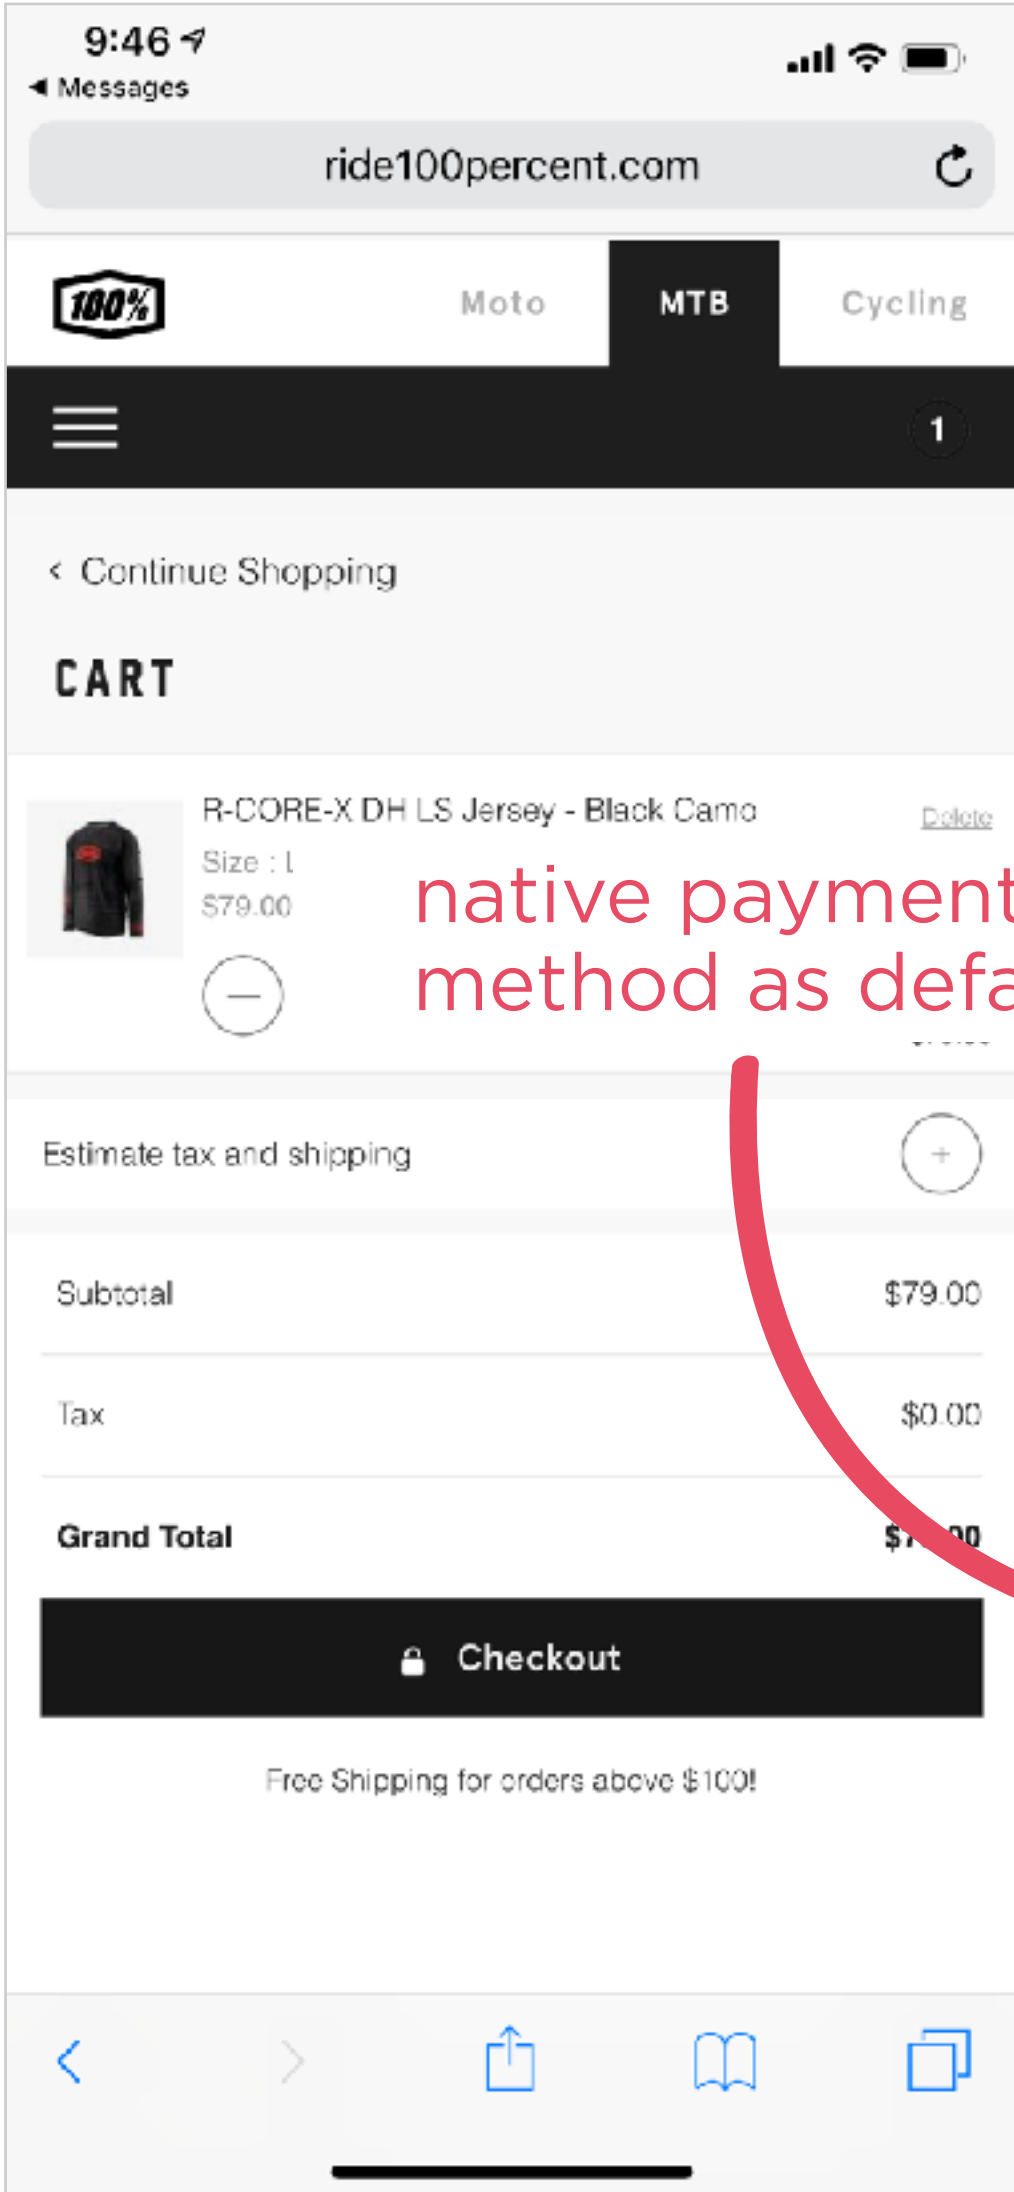 9:46
Messages
ride100percent.com
100%
Moto
MTB
Cycling
1
< Continue Shopping
CART
R-CORE-X DH LS Jersey - Black Camo
Delete
Size : L
$79.00
native payment
method as defa
Estimate tax and shipping
+
Subtotal
$79.00
Tax
$0.00
Grand Total
Checkout
Free Shipping for orders above $100!